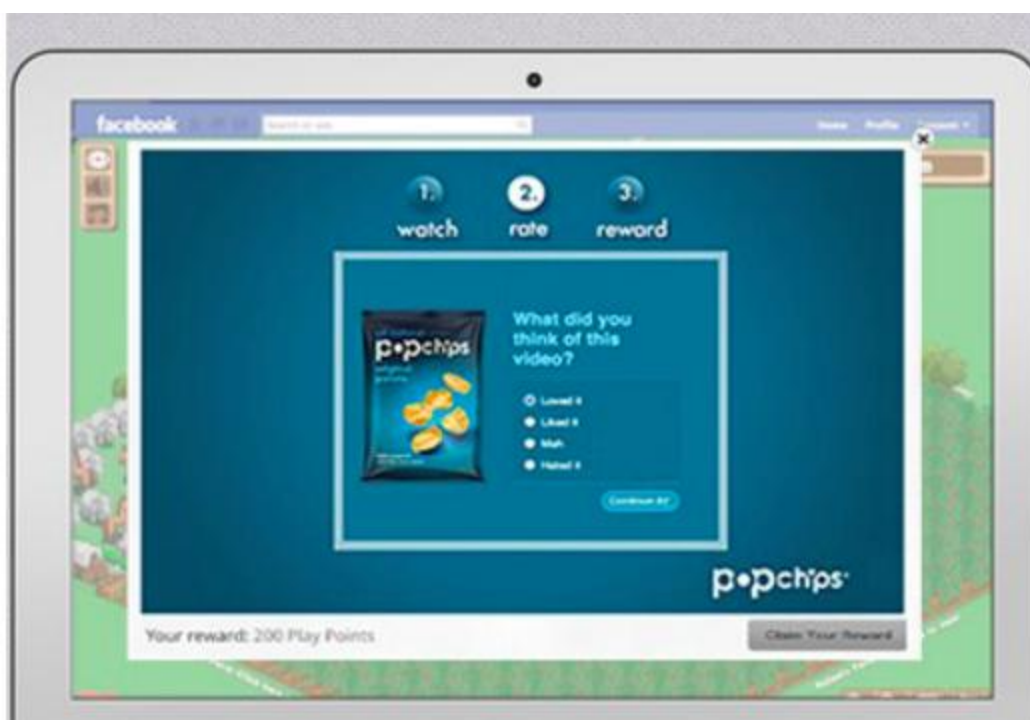 facebook
Home Profile
1. 2. 3.
watch rate reward
popchips
What did you
think of this
video?
Loved it
Liked it
Meh
Hated it
popchips
Your reward: 200 Play Points
Claim Your Reward